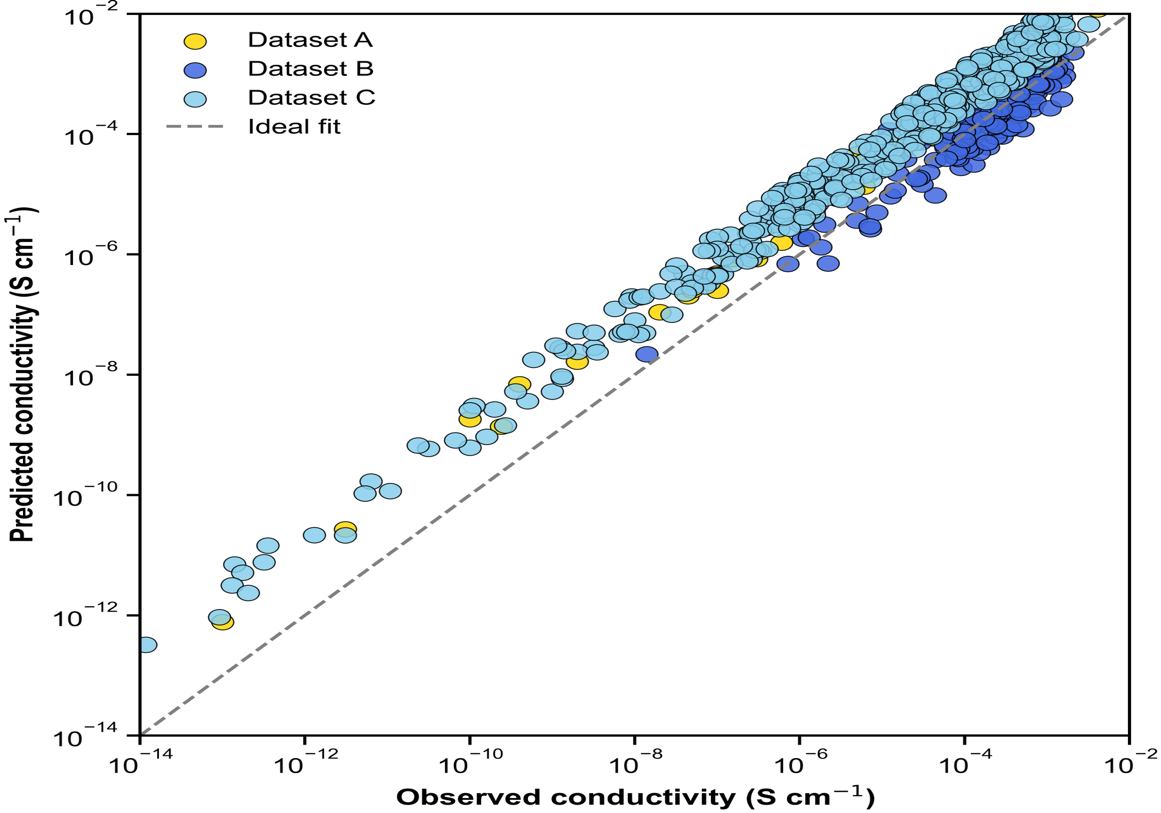 Dataset A
Dataset B
Dataset C
Ideal fit
Predicted conductivity (S cm⁻¹)
10⁻²
10⁻⁴
10⁻⁶
10⁻⁸
10⁻¹⁰
10⁻¹²
10⁻¹⁴
10⁻¹⁴ 10⁻¹² 10⁻¹⁰ 10⁻⁸ 10⁻⁶ 10⁻⁴ 10⁻²
Observed conductivity (S cm⁻¹)